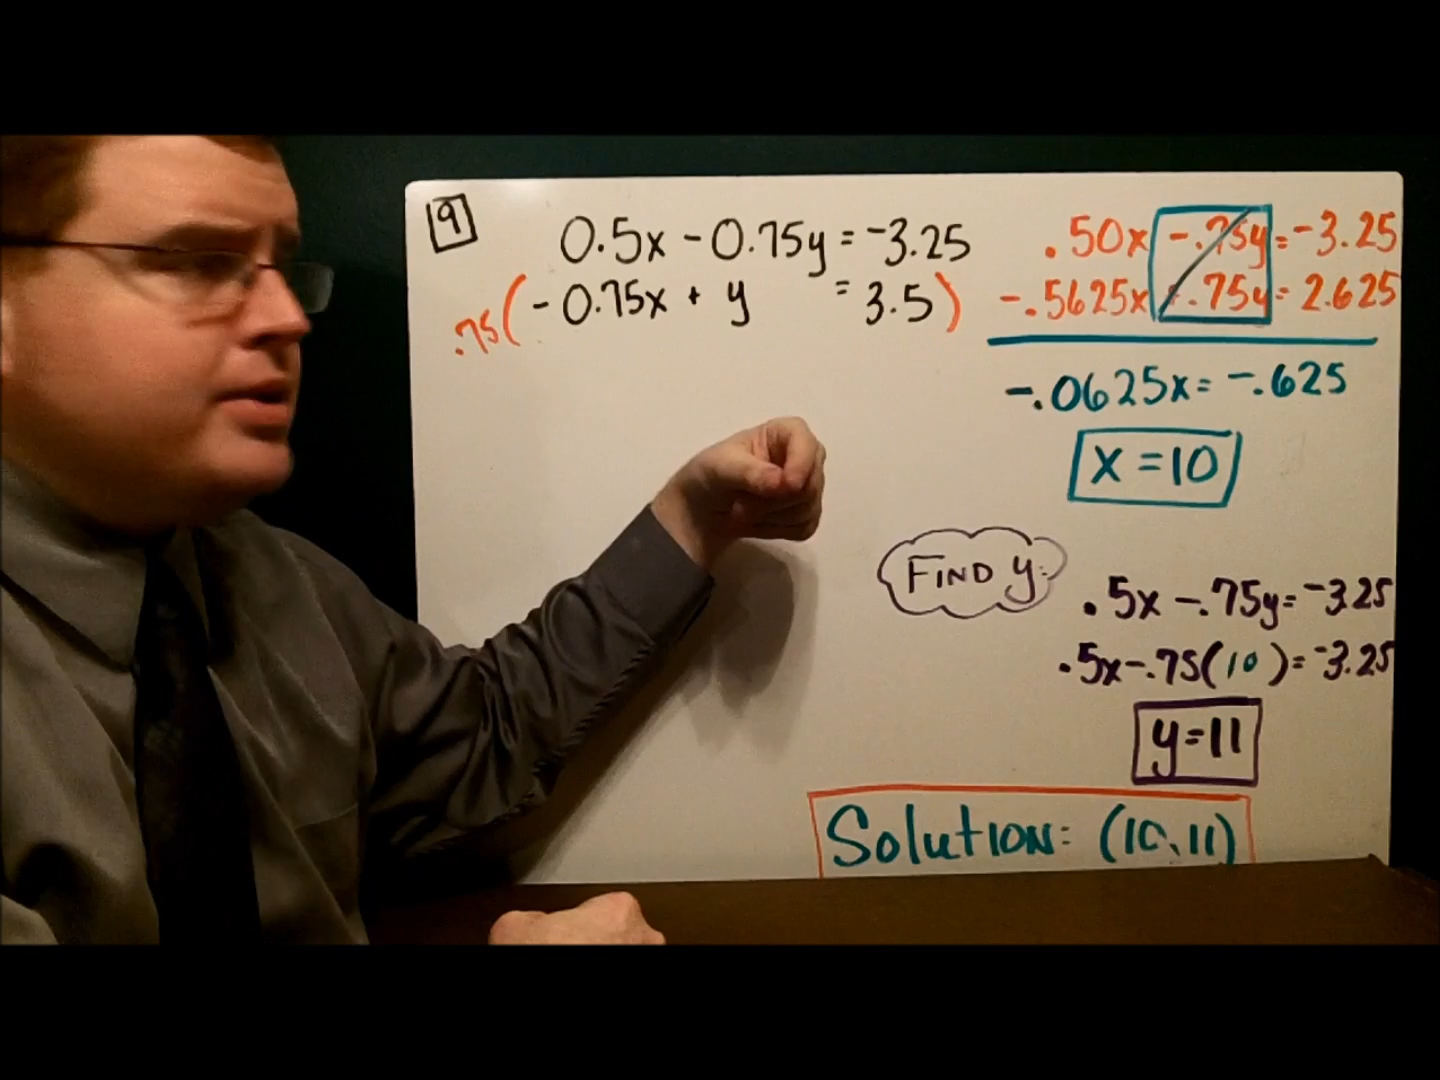 9
0.5x - 0.75y = -3.25
.75( - 0.75x + y = 3.5 )
.50x -.75y = -3.25
-.5625x +.75y = 2.625
-.0625x = -.625
x = 10
FIND y:
.5x -.75y = -3.25
.5x -.75(10) = -3.25
y = 11
Solution: (10, 11)